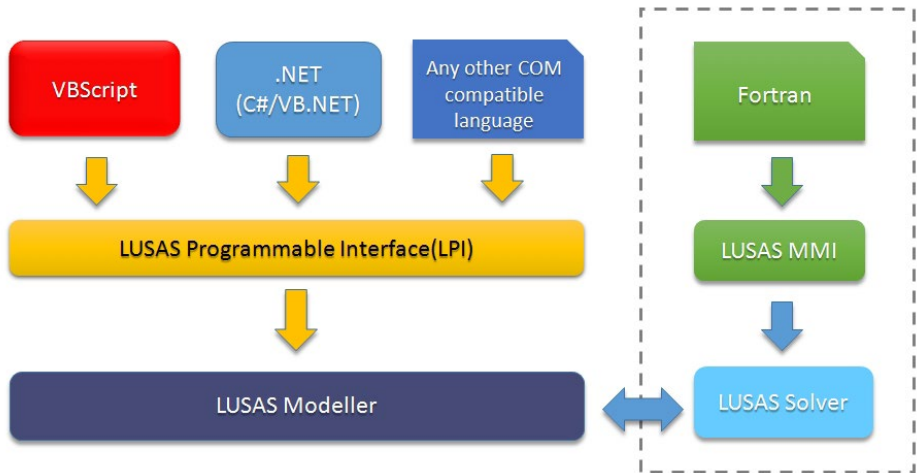 VBScript
.NET
(C#/VB.NET)
Any other COM
compatible
language
Fortran
LUSAS Programmable Interface(LPI)
LUSAS MMI
LUSAS Modeller
LUSAS Solver